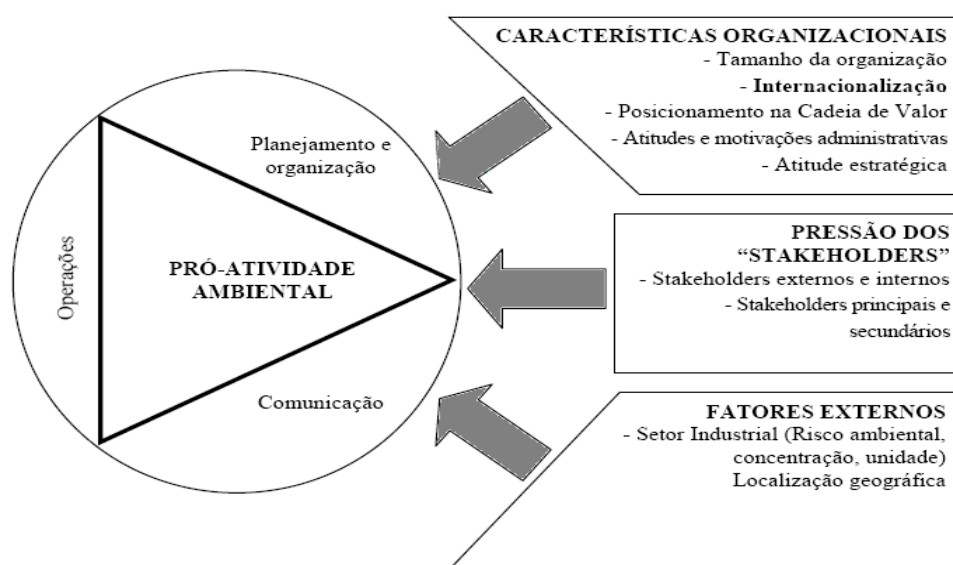 CARACTERÍSTICAS ORGANIZACIONAIS
- Tamanho da organização
- Internacionalização
- Posicionamento na Cadeia de Valor
- Atitudes e motivações administrativas
- Atitude estratégica
Planejamento e
organização
Operações
PRÓ-ATIVIDADE
AMBIENTAL
Comunicação
PRESSÃO DOS
“STAKEHOLDERS”
- Stakeholders externos e internos
- Stakeholders principais e
secundários
FATORES EXTERNOS
- Setor Industrial (Risco ambiental,
concentração, unidade)
Localização geográfica